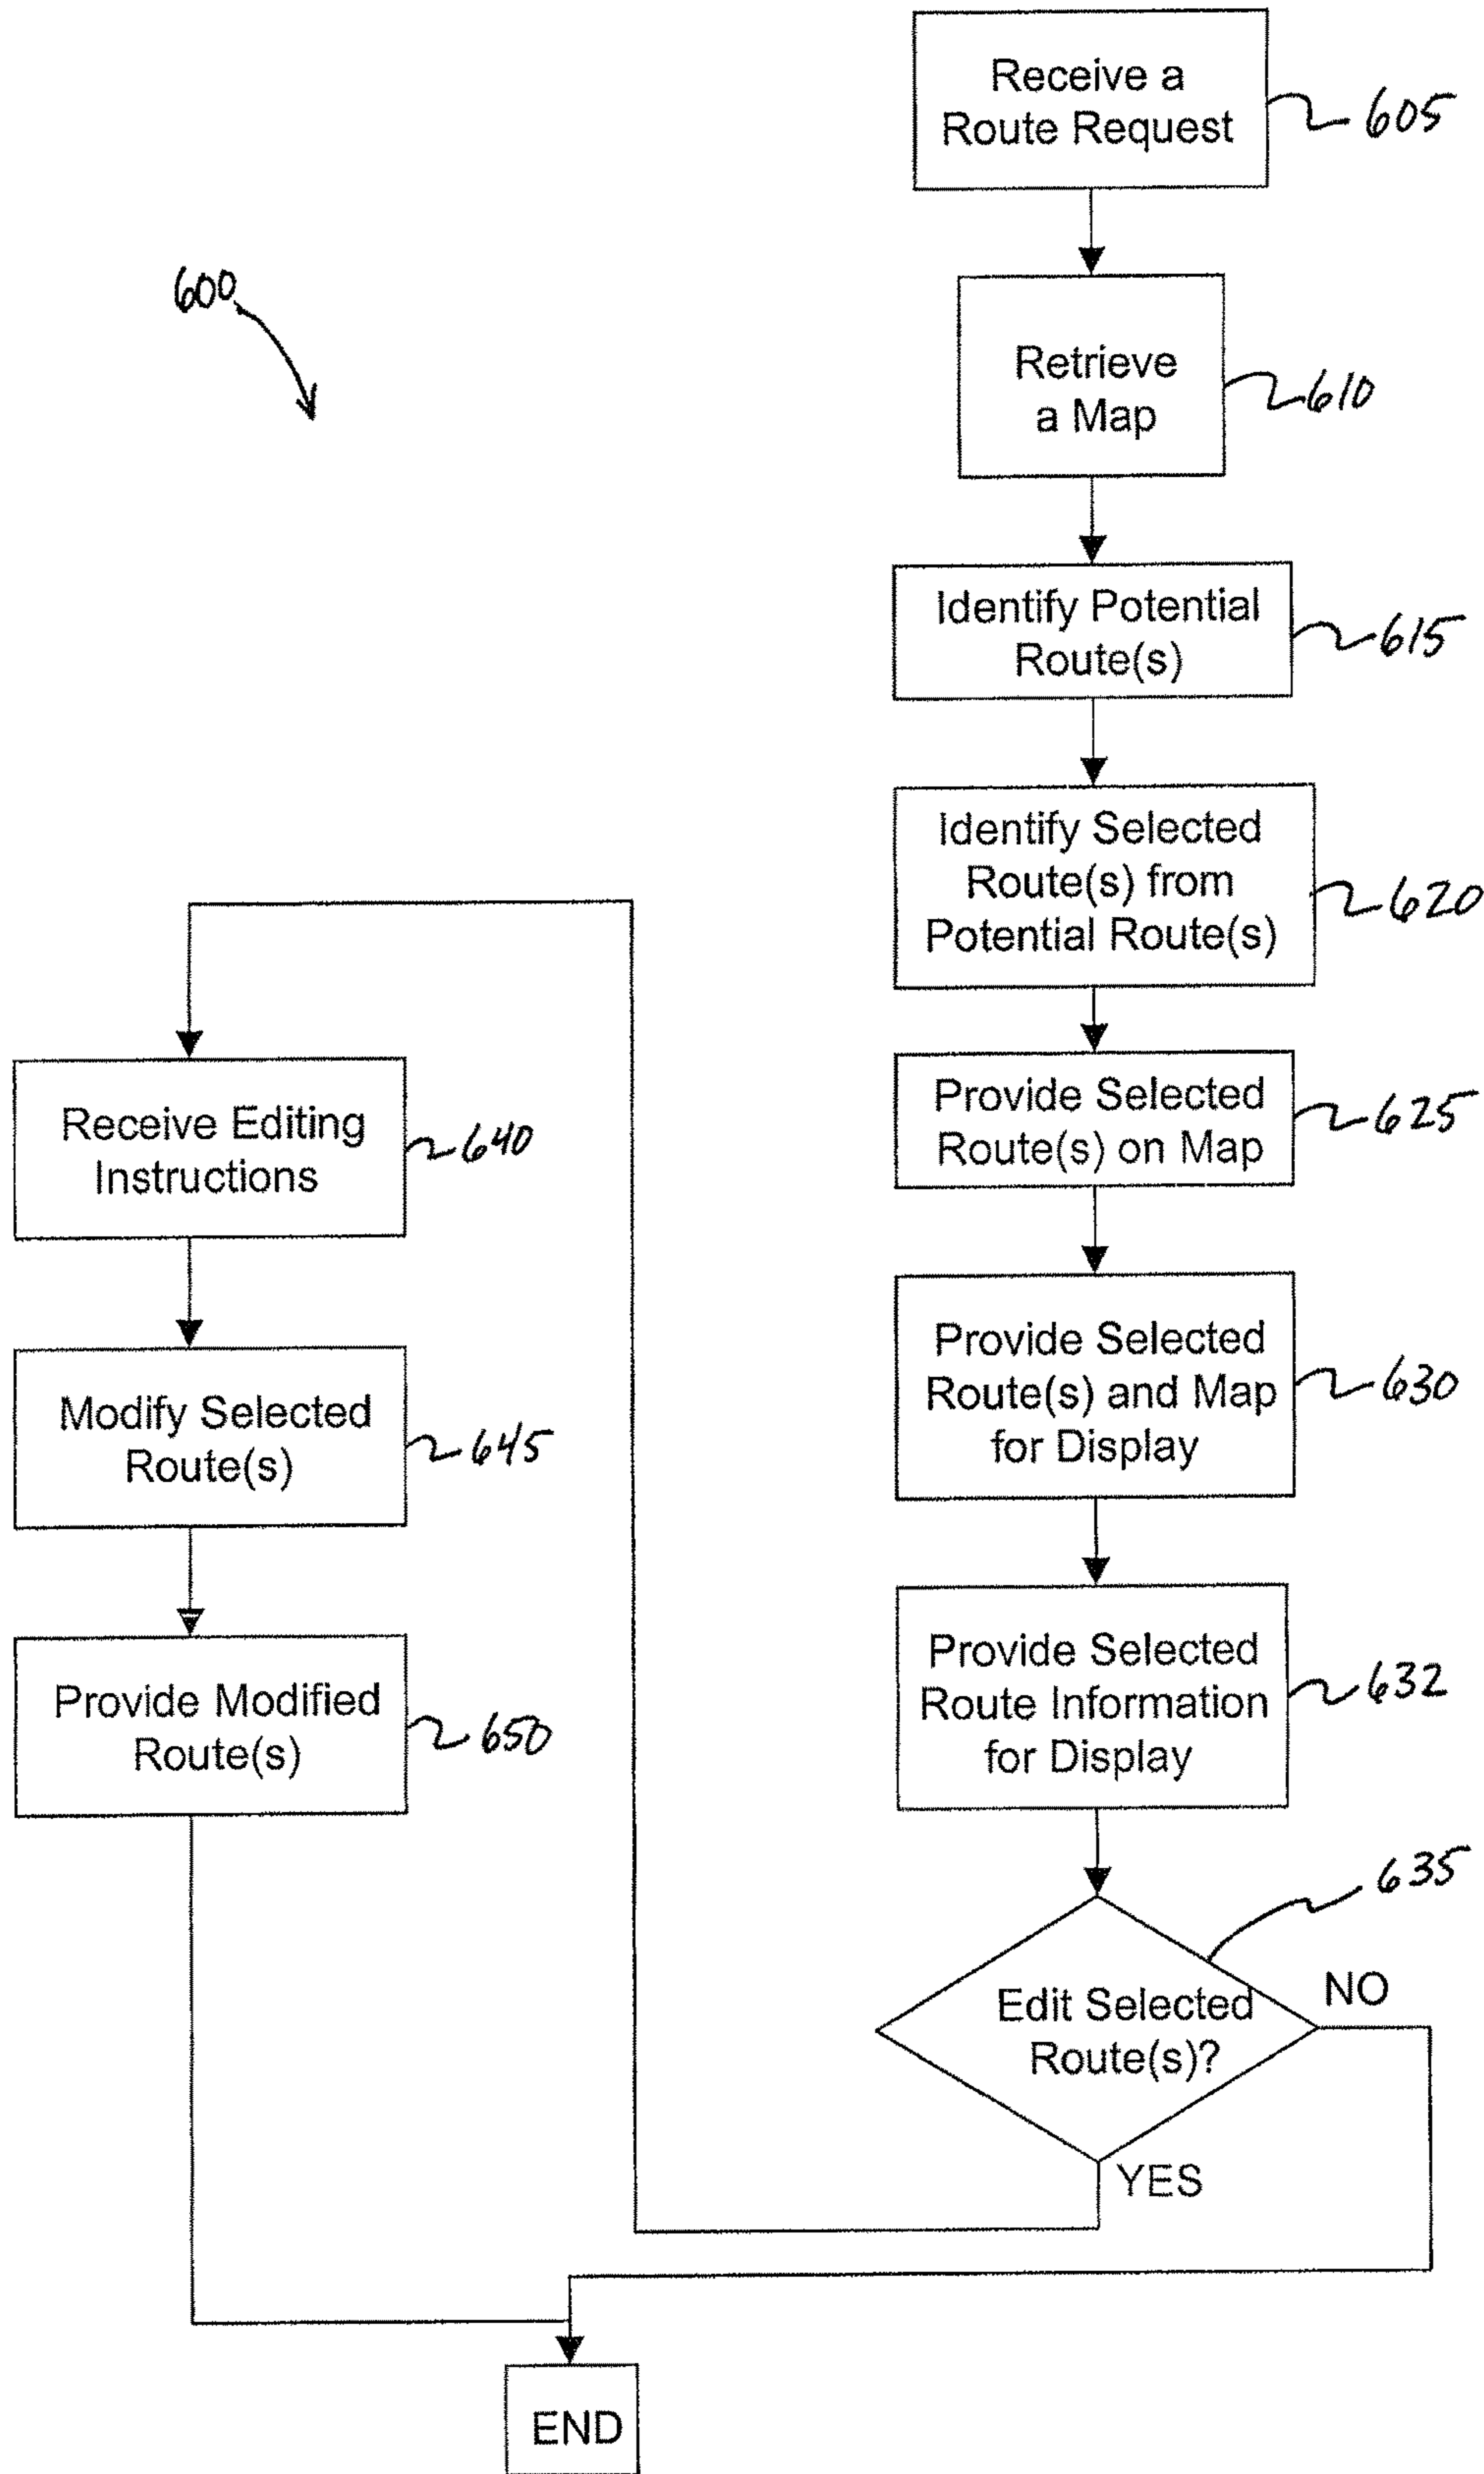 Receive a
Route Request
605
600
Retrieve
a Map
610
Identify Potential
Route(s)
615
Identify Selected
Route(s) from
Potential Route(s)
620
Provide Selected
Route(s) on Map
625
Provide Selected
Route(s) and Map
for Display
630
Provide Selected
Route Information
for Display
632
Edit Selected
Route(s)?
635
NO
YES
Receive Editing
Instructions
640
Modify Selected
Route(s)
645
Provide Modified
Route(s)
650
END